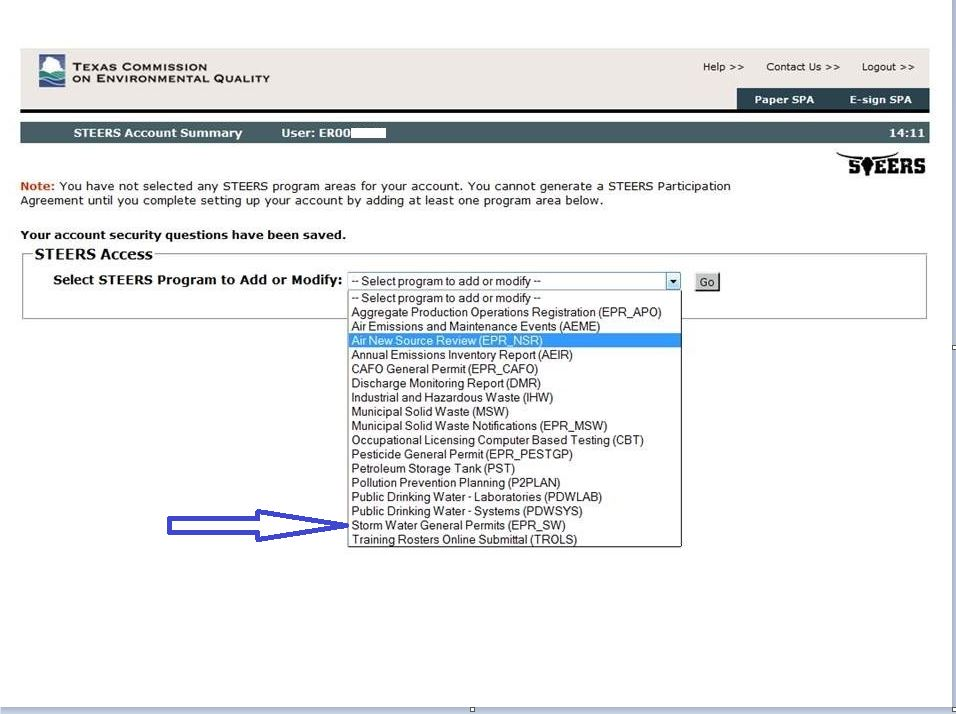 TEXAS COMMISSION
ON ENVIRONMENTAL QUALITY
Help >> Contact Us >> Logout >>
Paper SPA E-sign SPA
STEERS Account Summary User: ER00 14:11
STEERS
Note: You have not selected any STEERS program areas for your account. You cannot generate a STEERS Participation
Agreement until you complete setting up your account by adding at least one program area below.
Your account security questions have been saved.
STEERS Access
Select STEERS Program to Add or Modify: -- Select program to add or modify -- Go
-- Select program to add or modify --
Aggregate Production Operations Registration (EPR_APO)
Air Emissions and Maintenance Events (AEME)
Air New Source Review (EPR_NSR)
Annual Emissions Inventory Report (AEIR)
CAFO General Permit (EPR_CAFO)
Discharge Monitoring Report (DMR)
Industrial and Hazardous Waste (IHW)
Municipal Solid Waste (MSW)
Municipal Solid Waste Notifications (EPR_MSW)
Occupational Licensing Computer Based Testing (CBT)
Pesticide General Permit (EPR_PESTGP)
Petroleum Storage Tank (PST)
Pollution Prevention Planning (P2PLAN)
Public Drinking Water - Laboratories (PDWLAB)
Public Drinking Water - Systems (PDWSYS)
Storm Water General Permits (EPR_SW)
Training Rosters Online Submittal (TROLS)